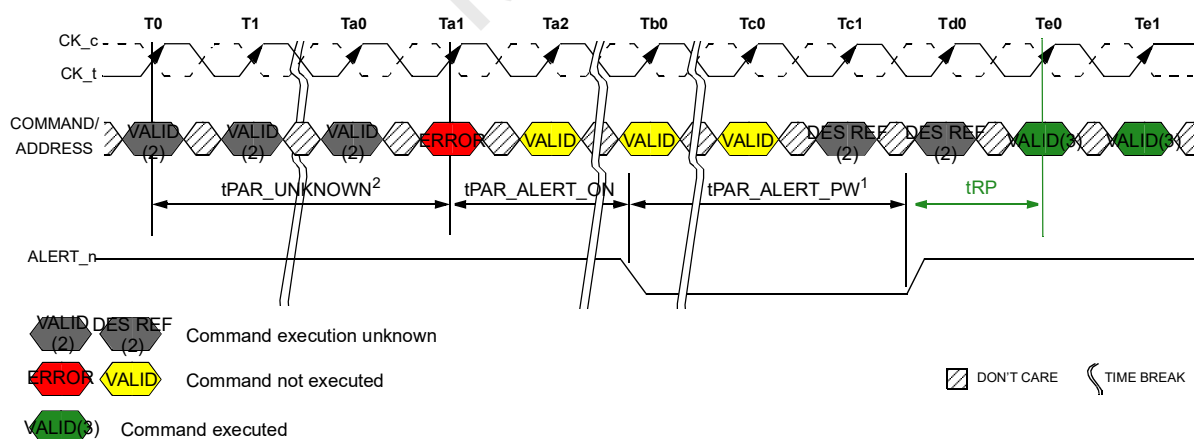 T0 T1 Ta0 Ta1 Ta2 Tb0 Tc0 Tc1 Td0 Te0 Te1
CK_c
CK_t
COMMAND/
ADDRESS
VALID
(2)
VALID
(2)
VALID
(2)
ERROR
VALID
VALID
VALID
DES REF
(2)
DES REF
(2)
VALID(3)
VALID(3)
tPAR_UNKNOWN2 tPAR_ALERT_ON tPAR_ALERT_PW1 tRP
ALERT_n
VALID
(2)
DES REF
(2)
Command execution unknown
ERROR VALID Command not executed
DON'T CARE TIME BREAK
VALID(3) Command executed